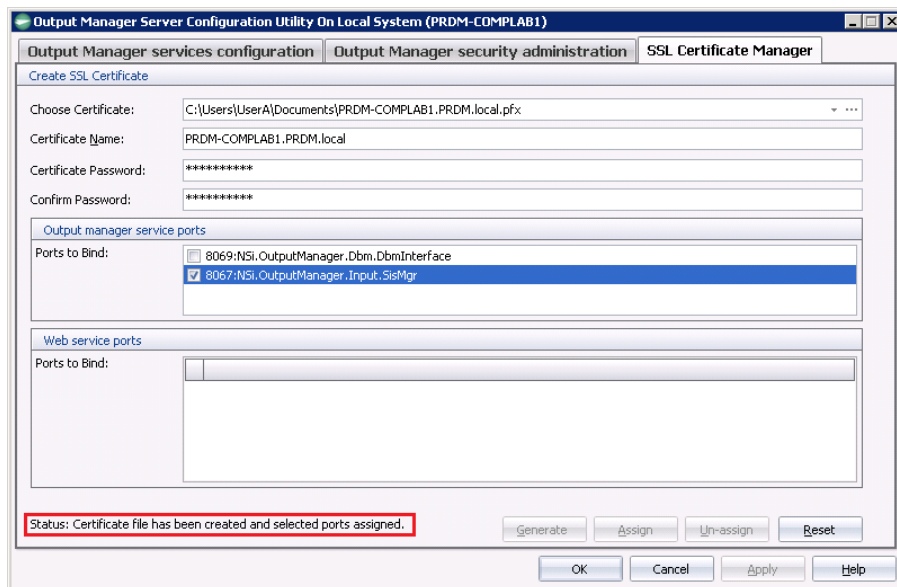 Output Manager Server Configuration Utility On Local System (PRDM-COMPLAB1)
Output Manager services configuration Output Manager security administration SSL Certificate Manager
Create SSL Certificate
Choose Certificate: C:\Users\UserA\Documents\PRDM-COMPLAB1.PRDM.local.pfx
Certificate Name: PRDM-COMPLAB1.PRDM.local
Certificate Password: **********
Confirm Password: **********
Output manager service ports
Ports to Bind: 8069:NSi.OutputManager.Dbm.DbmInterface
8067:NSi.OutputManager.Input.SisMgr
Web service ports
Ports to Bind:
Status: Certificate file has been created and selected ports assigned.
Generate Assign Un-assign Reset
OK Cancel Apply Help